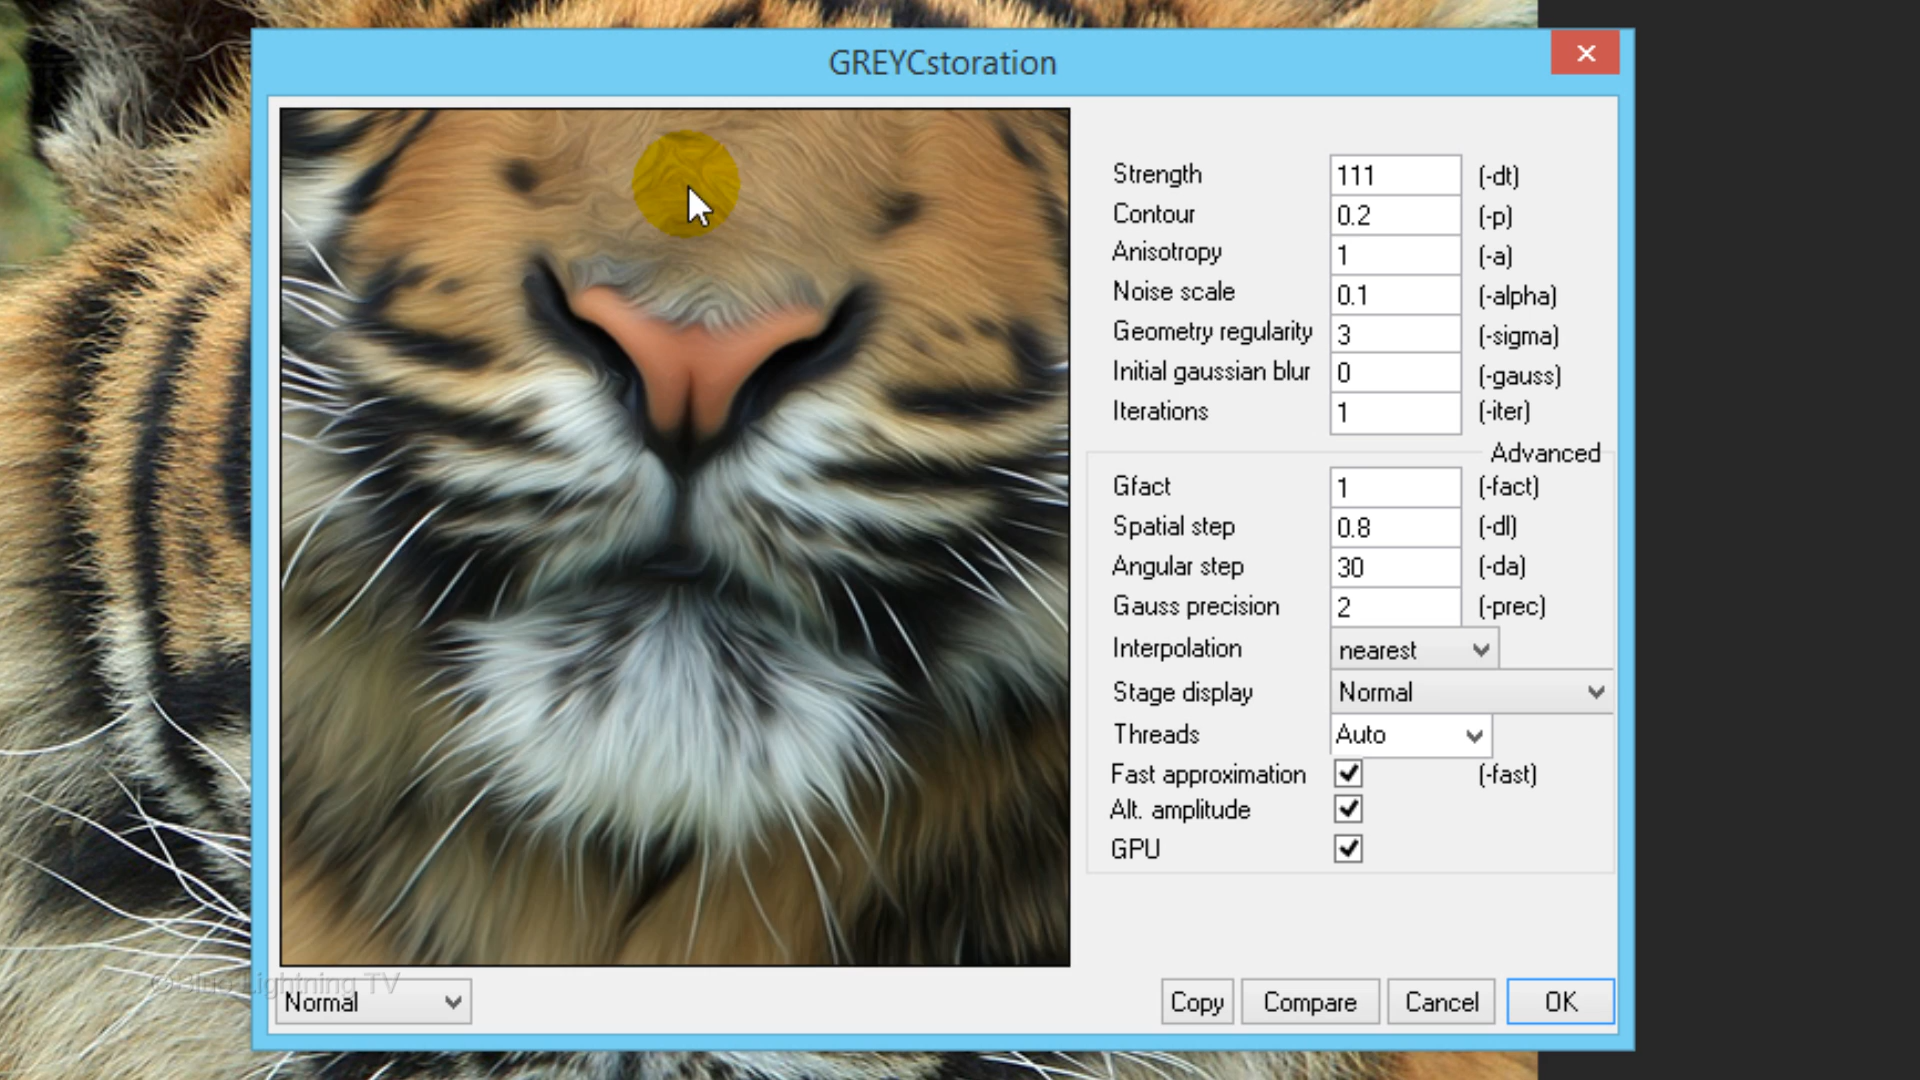 GREYCstoration
Strength 111 (-dt)
Contour 0.2 (-p)
Anisotropy 1 (-a)
Noise scale 0.1 (-alpha)
Geometry regularity 3 (-sigma)
Initial gaussian blur 0 (-gauss)
Iterations 1 (-iter)
Advanced
Gfact 1 (-fact)
Spatial step 0.8 (-dl)
Angular step 30 (-da)
Gauss precision 2 (-prec)
Interpolation nearest
Stage display Normal
Threads Auto
Fast approximation (-fast)
Alt. amplitude
GPU
©Blue Lightning TV
Normal Copy Compare Cancel OK